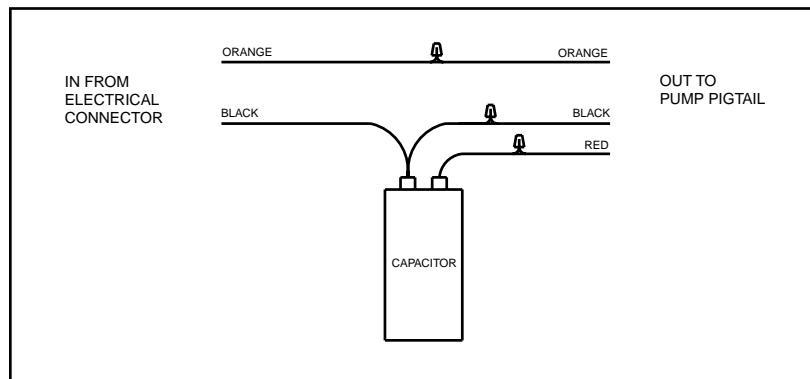 ORANGE
ORANGE
IN FROM
ELECTRICAL
CONNECTOR
OUT TO
PUMP PIGTAIL
BLACK
BLACK
RED
CAPACITOR